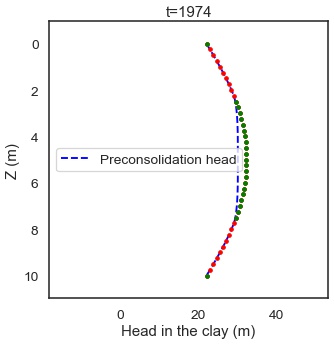 t=1974
0
2
4
Preconsolidation head
6
8
10
Z (m)
0
20
40
Head in the clay (m)